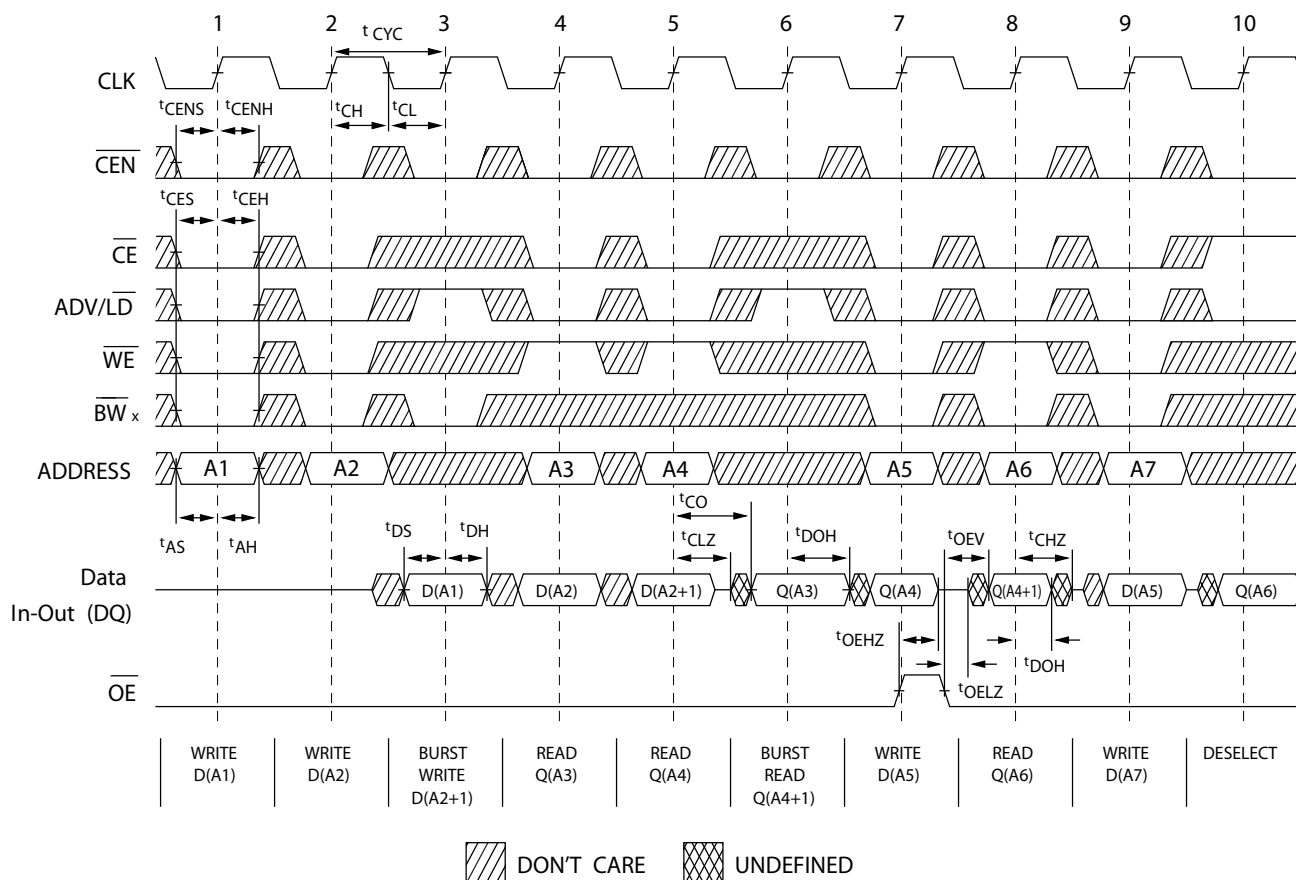 1 2 3 4 5 6 7 8 9 10
t CYC
CLK
tCENS tCENH tCH tCL
CEN
tCES tCEH
CE
ADV/LD
WE
BW x
ADDRESS A1 A2 A3 A4 A5 A6 A7
tCO
tAS tAH tDS tDH tCLZ tDOH tOEV tCHZ
Data
In-Out (DQ)
D(A1) D(A2) D(A2+1) Q(A3) Q(A4) Q(A4+1) D(A5) Q(A6)
tOEHZ tDOH
tOELZ
OE
WRITE
D(A1)
WRITE
D(A2)
BURST
WRITE
D(A2+1)
READ
Q(A3)
READ
Q(A4)
BURST
READ
Q(A4+1)
WRITE
D(A5)
READ
Q(A6)
WRITE
D(A7)
DESELECT
DON'T CARE
UNDEFINED